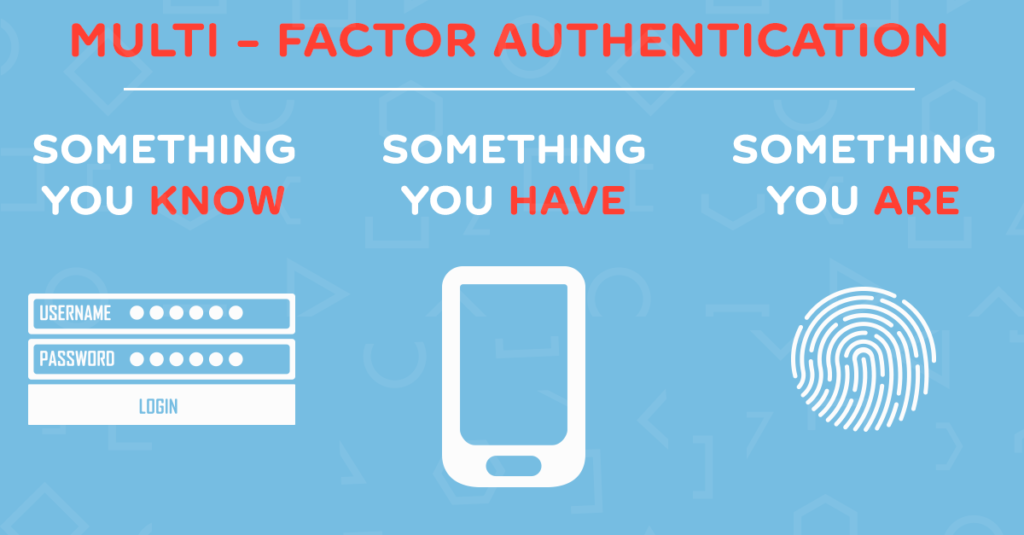 MULTI - FACTOR AUTHENTICATION
SOMETHING
YOU KNOW
SOMETHING
YOU HAVE
SOMETHING
YOU ARE
USERNAME
PASSWORD
LOGIN